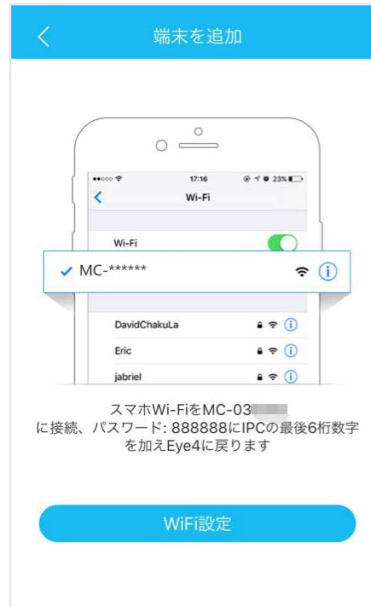 端末を追加
17:16
23%
Wi-Fi
Wi-Fi
MC-******
DavidChakuLa
Eric
jabriel
スマホWi-FiをMC-03
に接続、パスワード: 888888にIPCの最後6桁数字
を加えEye4に戻ります
WiFi設定